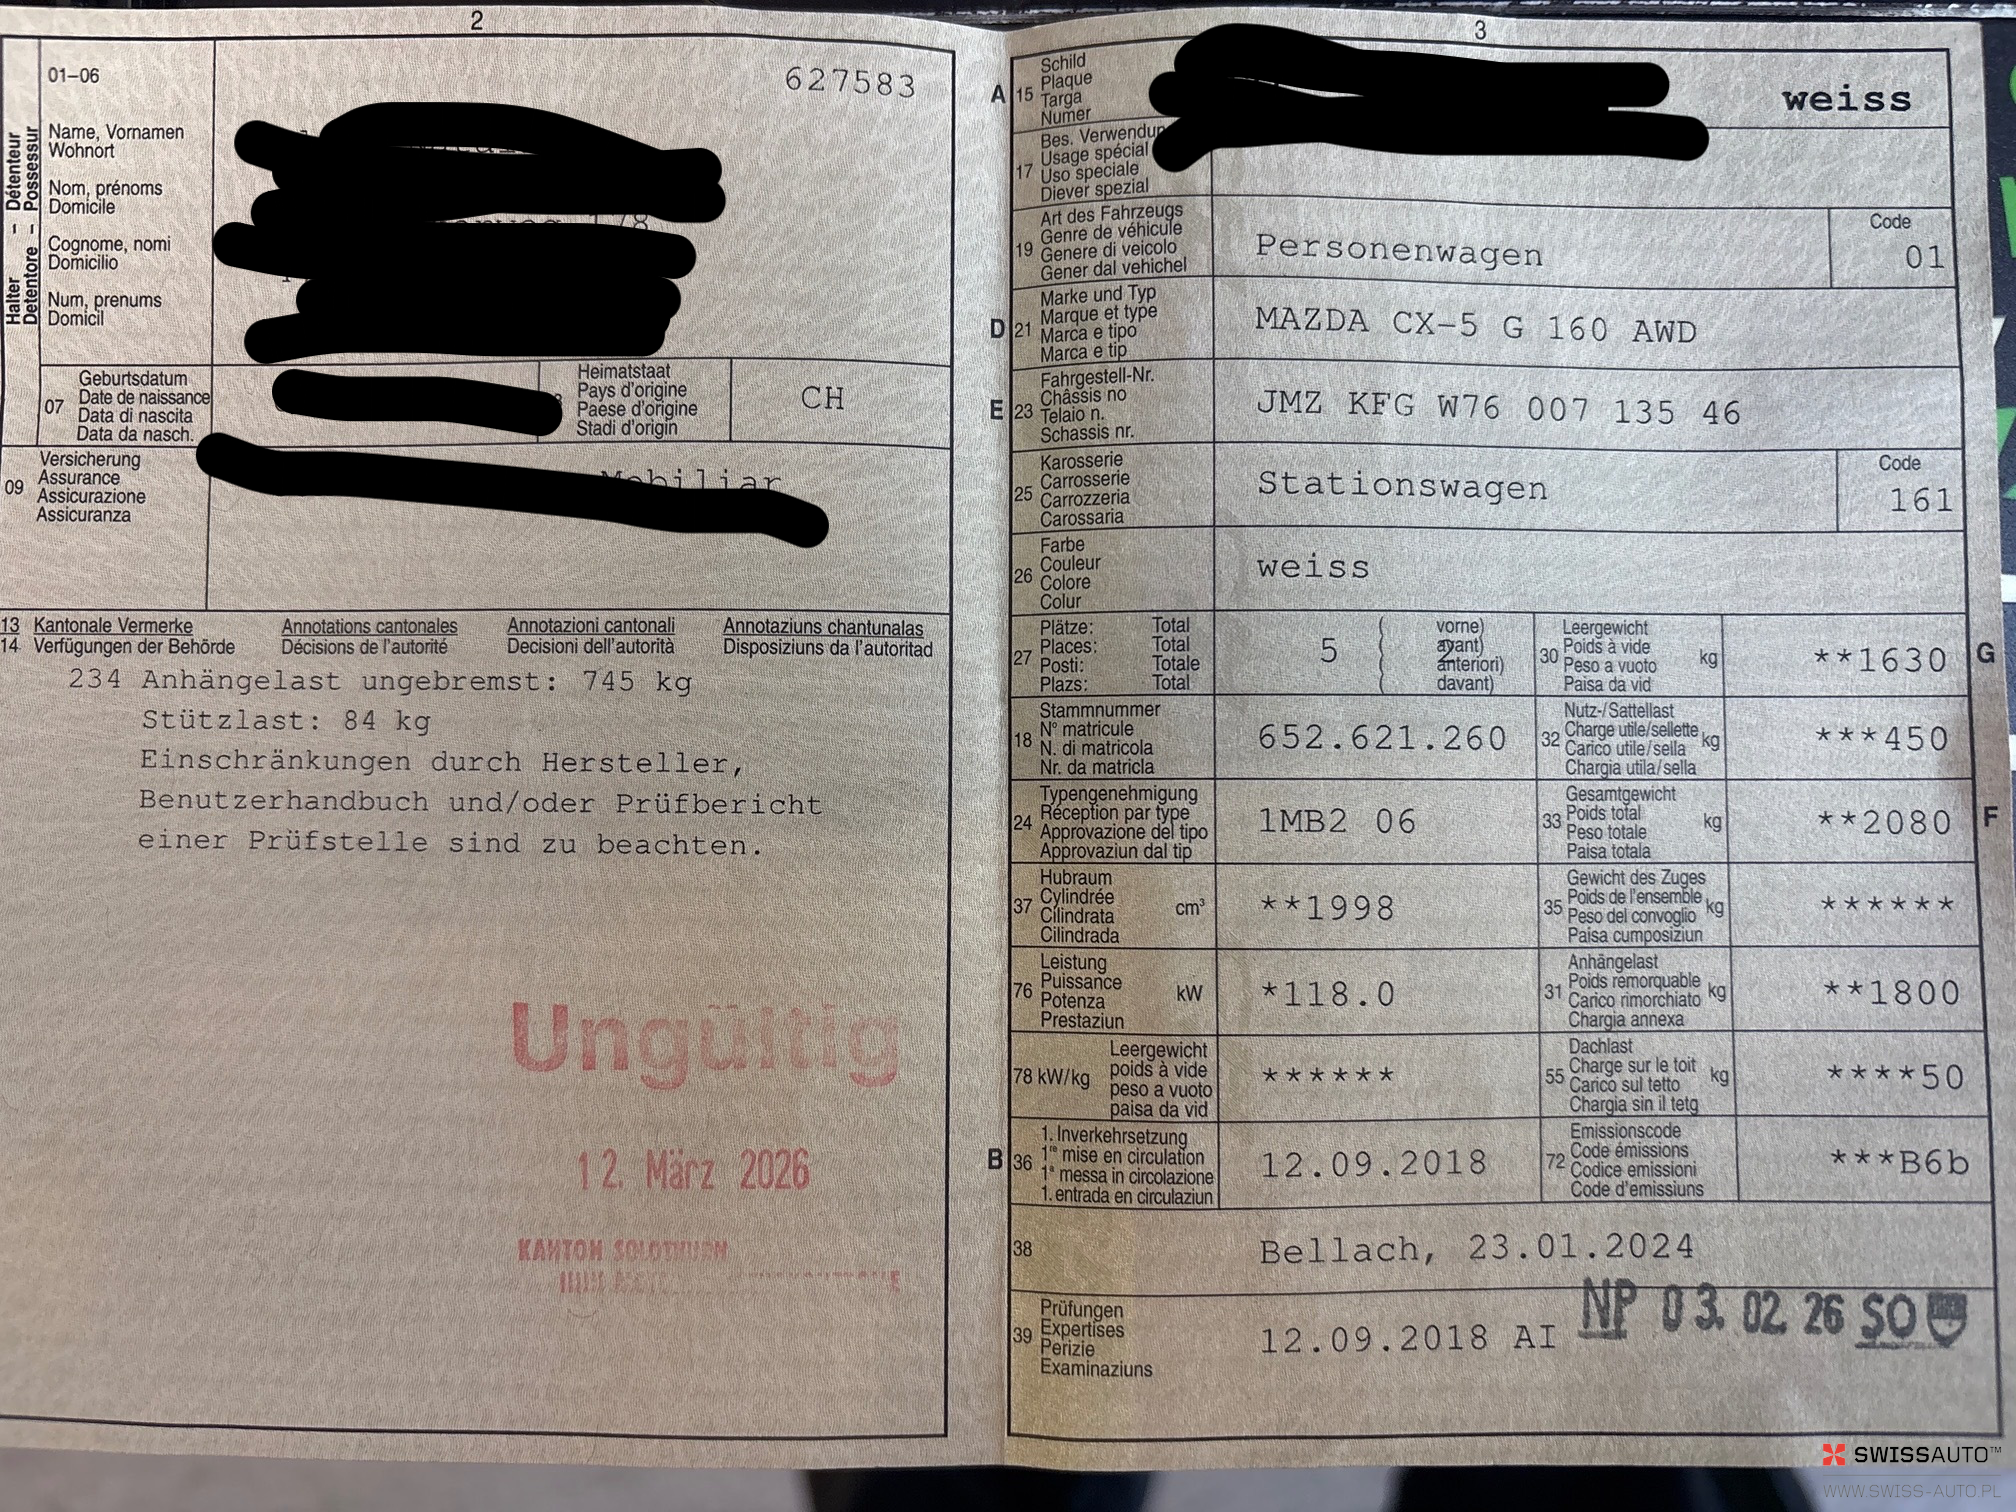 2
01-06
627583
Halter - Détenteur
Detentore - Possessur
Name, Vornamen
Wohnort
Nom, prénoms
Domicile
Cognome, nomi
Domicilio
Num, prenums
Domicil
178
07
Geburtsdatum
Date de naissance
Data di nascita
Data da nasch.
Heimatstaat
Pays d'origine
Paese d'origine
Stadi d'origin
CH
09
Versicherung
Assurance
Assicurazione
Assicuranza
Mobiliar
13 Kantonale Vermerke Annotations cantonales Annotazioni cantonali Annotaziuns chantunalas
14 Verfügungen der Behörde Décisions de l'autorité Decisioni dell'autorità Disposiziuns da l'autoritad
234 Anhängelast ungebremst: 745 kg
Stützlast: 84 kg
Einschränkungen durch Hersteller,
Benutzerhandbuch und/oder Prüfbericht
einer Prüfstelle sind zu beachten.
Ungültig
12. März 2026
KANTON SOLOTHURN
3
A 15
Schild
Plaque
Targa
Numer
weiss
17
Bes. Verwendun
Usage spécial
Uso speciale
Diever spezial
19
Art des Fahrzeugs
Genre de véhicule
Genere di veicolo
Gener dal vehichel
Personenwagen
Code
01
D 21
Marke und Typ
Marque et type
Marca e tipo
Marca e tip
MAZDA CX-5 G 160 AWD
E 23
Fahrgestell-Nr.
Châssis no
Telaio n.
Schassis nr.
JMZ KFG W76 007 135 46
25
Karosserie
Carrosserie
Carrozzeria
Carossaria
Stationswagen
Code
161
26
Farbe
Couleur
Colore
Colur
weiss
27
Plätze: Total
Places: Total
Posti: Totale
Plazs: Total
5
vorne)
avant)
anteriori)
davant)
2
30
Leergewicht
Poids à vide
Peso a vuoto
Paisa da vid
kg
**1630
G
18
Stammnummer
N° matricule
N. di matricola
Nr. da matricla
652.621.260
32
Nutz-/Sattellast
Charge utile/sellette
Carico utile/sella
Chargia utila/sella
kg
***450
24
Typengenehmigung
Réception par type
Approvazione del tipo
Approvaziun dal tip
1MB2 06
33
Gesamtgewicht
Poids total
Peso totale
Paisa totala
kg
**2080
F
37
Hubraum
Cylindrée
Cilindrata
Cilindrada
cm³
**1998
35
Gewicht des Zuges
Poids de l'ensemble
Peso del convoglio
Paisa cumposiziun
kg
******
76
Leistung
Puissance
Potenza
Prestaziun
kW
*118.0
31
Anhängelast
Poids remorquable
Carico rimorchiato
Chargia annexa
kg
**1800
78 kW/kg
Leergewicht
poids à vide
peso a vuoto
paisa da vid
******
55
Dachlast
Charge sur le toit
Carico sul tetto
Chargia sin il tetg
kg
****50
B 36
1. Inverkehrsetzung
1re mise en circulation
1a messa in circolazione
1. entrada en circulaziun
12.09.2018
72
Emissionscode
Code émissions
Codice emissioni
Code d'emissiuns
***B6b
38
Bellach, 23.01.2024
39
Prüfungen
Expertises
Perizie
Examinaziuns
12.09.2018 AI
NP 03.02.26 SO
SWISSAUTO™
WWW.SWISS-AUTO.PL